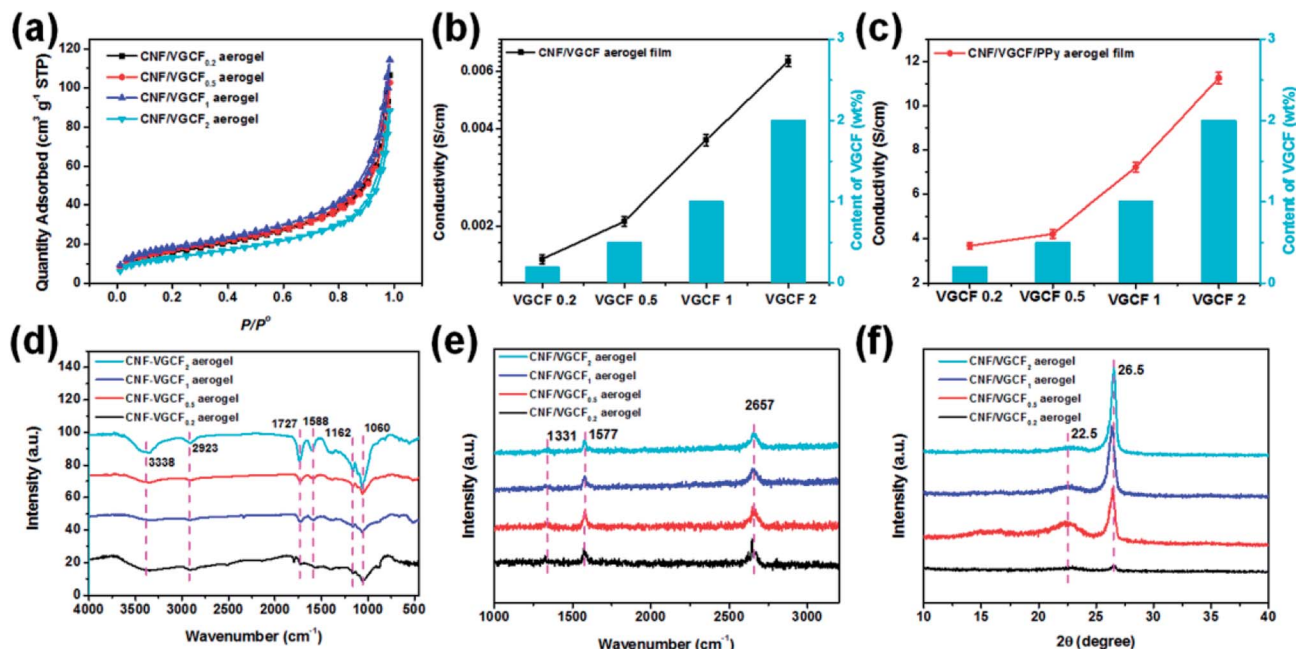 (a)
120
100
80
60
40
20
0
Quantity Adsorbed (cm³ g⁻¹ STP)
CNF/VGCF₀.₂ aerogel
CNF/VGCF₀.₅ aerogel
CNF/VGCF₁ aerogel
CNF/VGCF₂ aerogel
0.0 0.2 0.4 0.6 0.8 1.0
P/P⁰
(b)
CNF/VGCF aerogel film
0.006
0.004
0.002
Conductivity (S/cm)
3
2
1
0
Content of VGCF (wt%)
VGCF 0.2 VGCF 0.5 VGCF 1 VGCF 2
(c)
CNF/VGCF/PPy aerogel film
12
10
8
6
4
2
Conductivity (S/cm)
3
2
1
0
Content of VGCF (wt%)
VGCF 0.2 VGCF 0.5 VGCF 1 VGCF 2
(d)
CNF-VGCF₂ aerogel
CNF-VGCF₁ aerogel
CNF-VGCF₀.₅ aerogel
CNF-VGCF₀.₂ aerogel
140
120
100
80
60
40
20
0
Intensity (a.u.)
3338
2923
1727
1588
1162
1060
4000 3500 3000 2500 2000 1500 1000 500
Wavenumber (cm⁻¹)
(e)
CNF/VGCF₂ aerogel
CNF/VGCF₁ aerogel
CNF/VGCF₀.₅ aerogel
CNF/VGCF₀.₂ aerogel
Intensity (a.u.)
1331
1577
2657
1000 1500 2000 2500 3000
Wavenumber (cm⁻¹)
(f)
CNF/VGCF₂ aerogel
CNF/VGCF₁ aerogel
CNF/VGCF₀.₅ aerogel
CNF/VGCF₀.₂ aerogel
Intensity (a.u.)
26.5
22.5
10 15 20 25 30 35 40
2θ (degree)